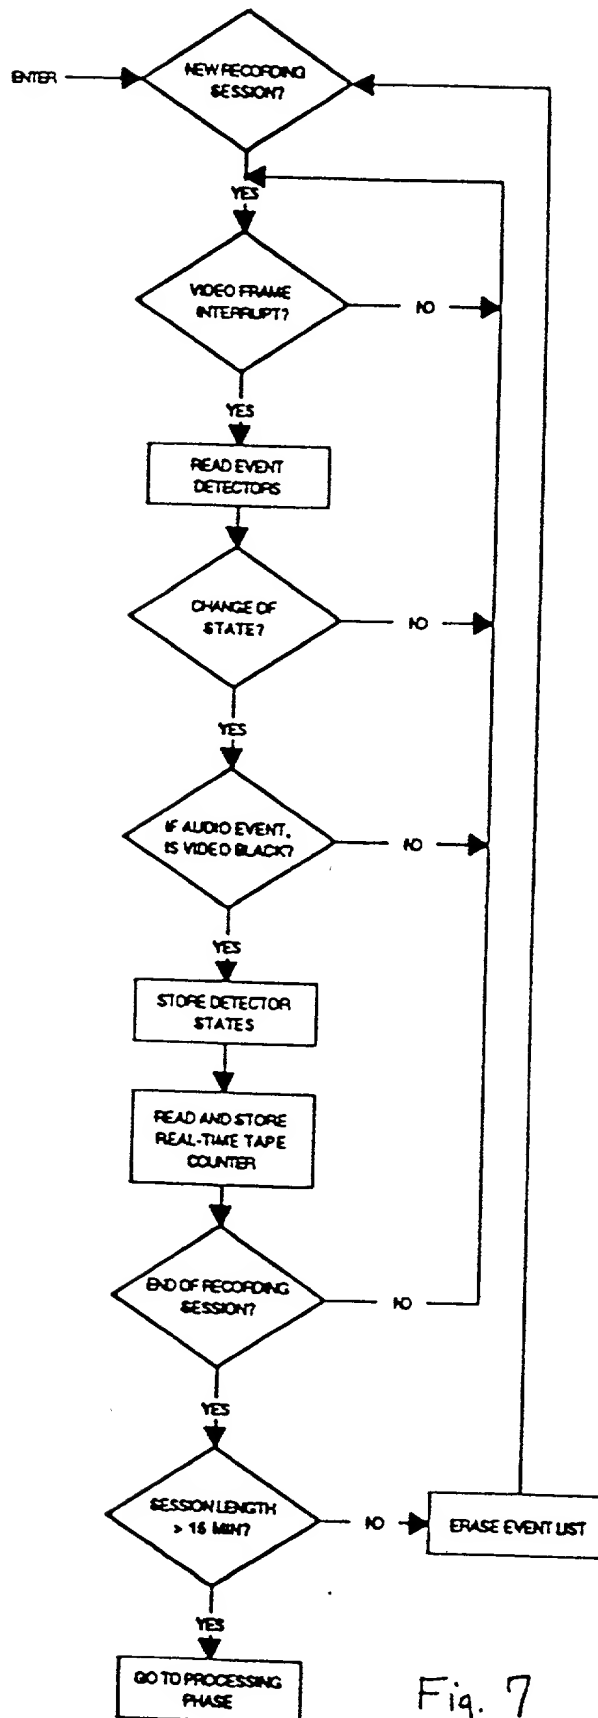 NEW RECORDING
SESSION?
ENTER
YES
VIDEO FRAME
INTERRUPT?
NO
YES
READ EVENT
DETECTORS
CHANGE OF
STATE?
NO
YES
IF AUDIO EVENT,
IS VIDEO BLACK?
NO
YES
STORE DETECTOR
STATES
READ AND STORE
REAL-TIME TAPE
COUNTER
END OF RECORDING
SESSION?
NO
YES
SESSION LENGTH
> 15 MIN?
NO
ERASE EVENT LIST
YES
GO TO PROCESSING
PHASE
Fig. 7